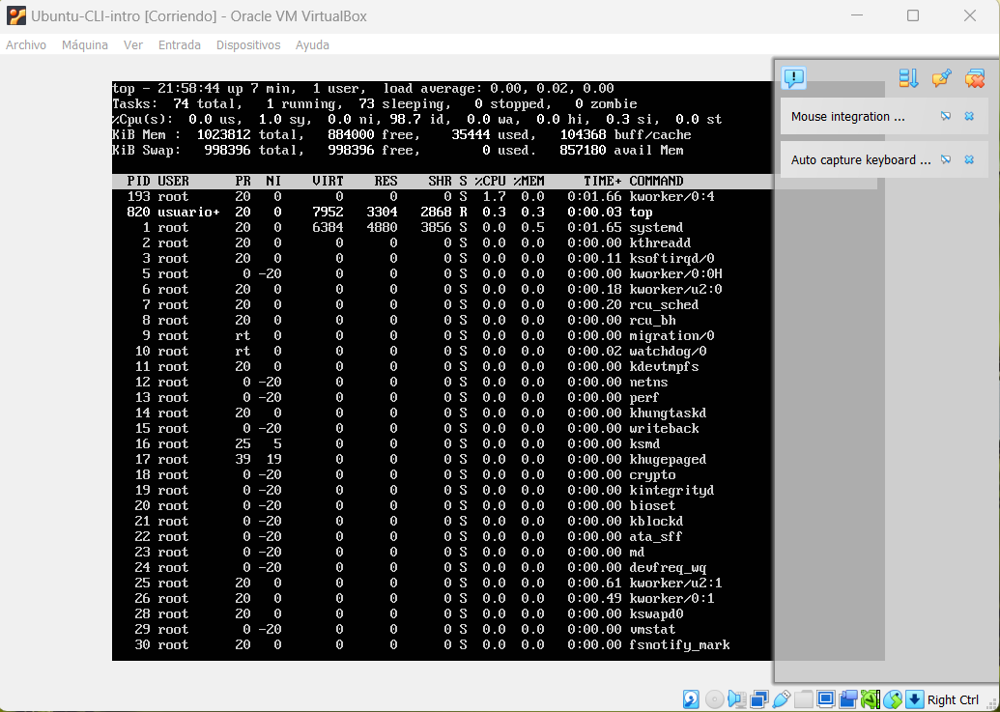 Ubuntu-CLI-intro [Corriendo] - Oracle VM VirtualBox
Archivo Máquina Ver Entrada Dispositivos Ayuda
top - 21:58:44 up 7 min, 1 user, load average: 0.00, 0.02, 0.00
Tasks: 74 total, 1 running, 73 sleeping, 0 stopped, 0 zombie
%Cpu(s): 0.0 us, 1.0 sy, 0.0 ni, 98.7 id, 0.0 wa, 0.0 hi, 0.3 si, 0.0 st
KiB Mem : 1023812 total, 884000 free, 35444 used, 104368 buff/cache
KiB Swap: 998396 total, 998396 free, 0 used. 857180 avail Mem
PID USER PR NI VIRT RES SHR S %CPU %MEM TIME+ COMMAND
193 root 20 0 0 0 0 S 1.7 0.0 0:01.66 kworker/0:4
820 usuario+ 20 0 7952 3304 2868 R 0.3 0.3 0:00.03 top
1 root 20 0 6384 4880 3856 S 0.0 0.5 0:01.65 systemd
2 root 20 0 0 0 0 S 0.0 0.0 0:00.00 kthreadd
3 root 20 0 0 0 0 S 0.0 0.0 0:00.11 ksoftirqd/0
5 root 0 -20 0 0 0 S 0.0 0.0 0:00.00 kworker/0:0H
6 root 20 0 0 0 0 S 0.0 0.0 0:00.18 kworker/u2:0
7 root 20 0 0 0 0 S 0.0 0.0 0:00.20 rcu_sched
8 root 20 0 0 0 0 S 0.0 0.0 0:00.00 rcu_bh
9 root rt 0 0 0 0 S 0.0 0.0 0:00.00 migration/0
10 root rt 0 0 0 0 S 0.0 0.0 0:00.02 watchdog/0
11 root 20 0 0 0 0 S 0.0 0.0 0:00.00 kdevtmpfs
12 root 0 -20 0 0 0 S 0.0 0.0 0:00.00 netns
13 root 0 -20 0 0 0 S 0.0 0.0 0:00.00 perf
14 root 20 0 0 0 0 S 0.0 0.0 0:00.00 khungtaskd
15 root 0 -20 0 0 0 S 0.0 0.0 0:00.00 writeback
16 root 25 5 0 0 0 S 0.0 0.0 0:00.00 ksmd
17 root 39 19 0 0 0 S 0.0 0.0 0:00.00 khugepaged
18 root 0 -20 0 0 0 S 0.0 0.0 0:00.00 crypto
19 root 0 -20 0 0 0 S 0.0 0.0 0:00.00 kintegrityd
20 root 0 -20 0 0 0 S 0.0 0.0 0:00.00 bioset
21 root 0 -20 0 0 0 S 0.0 0.0 0:00.00 kblockd
22 root 0 -20 0 0 0 S 0.0 0.0 0:00.00 ata_sff
23 root 0 -20 0 0 0 S 0.0 0.0 0:00.00 md
24 root 0 -20 0 0 0 S 0.0 0.0 0:00.00 devfreq_wq
25 root 20 0 0 0 0 S 0.0 0.0 0:00.61 kworker/u2:1
26 root 20 0 0 0 0 S 0.0 0.0 0:00.49 kworker/0:1
28 root 20 0 0 0 0 S 0.0 0.0 0:00.00 kswapd0
29 root 0 -20 0 0 0 S 0.0 0.0 0:00.00 vmstat
30 root 20 0 0 0 0 S 0.0 0.0 0:00.00 fsnotify_mark
Mouse integration ...
Auto capture keyboard ...
Right Ctrl